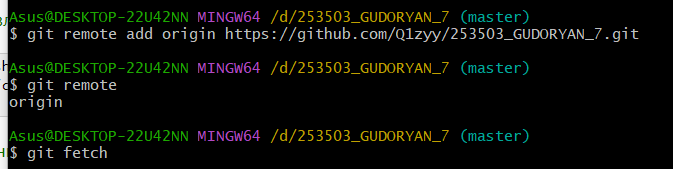 Asus@DESKTOP-22U42NN MINGW64 /d/253503_GUDORYAN_7 (master)
$ git remote add origin https://github.com/Q1zyy/253503_GUDORYAN_7.git
Asus@DESKTOP-22U42NN MINGW64 /d/253503_GUDORYAN_7 (master)
$ git remote
origin
Asus@DESKTOP-22U42NN MINGW64 /d/253503_GUDORYAN_7 (master)
$ git fetch